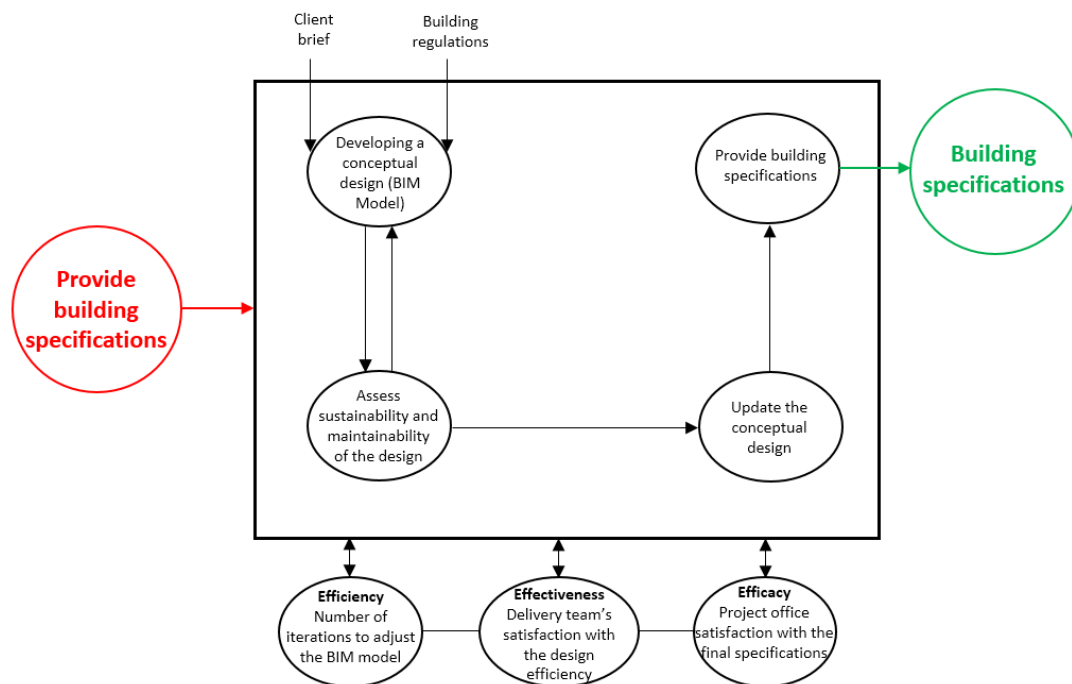 Client
brief
Building
regulations
Developing a
conceptual
design (BIM
Model)
Provide building
specifications
Building
specifications
Provide
building
specifications
Assess
sustainability and
maintainability
of the design
Update the
conceptual
design
Efficiency
Number of
iterations to adjust
the BIM model
Effectiveness
Delivery team's
satisfaction with
the design
efficiency
Efficacy
Project office
satisfaction with the
final specifications